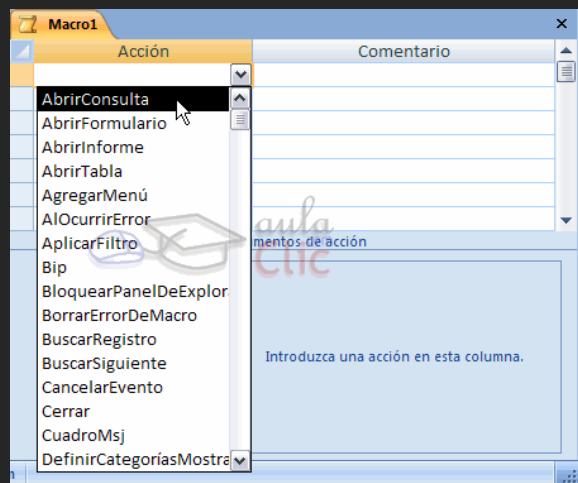 Macro1
Acción Comentario
AbrirConsulta
AbrirFormulario
AbrirInforme
AbrirTabla
AgregarMenú
AlOcurrirError
AplicarFiltro
Bip
BloquearPanelDeExplor
BorrarErrorDeMacro
BuscarRegistro
BuscarSiguiente
CancelarEvento
Cerrar
CuadroMsj
DefinirCategoríasMostra
aula
Clic
mentos de acción
Introduzca una acción en esta columna.